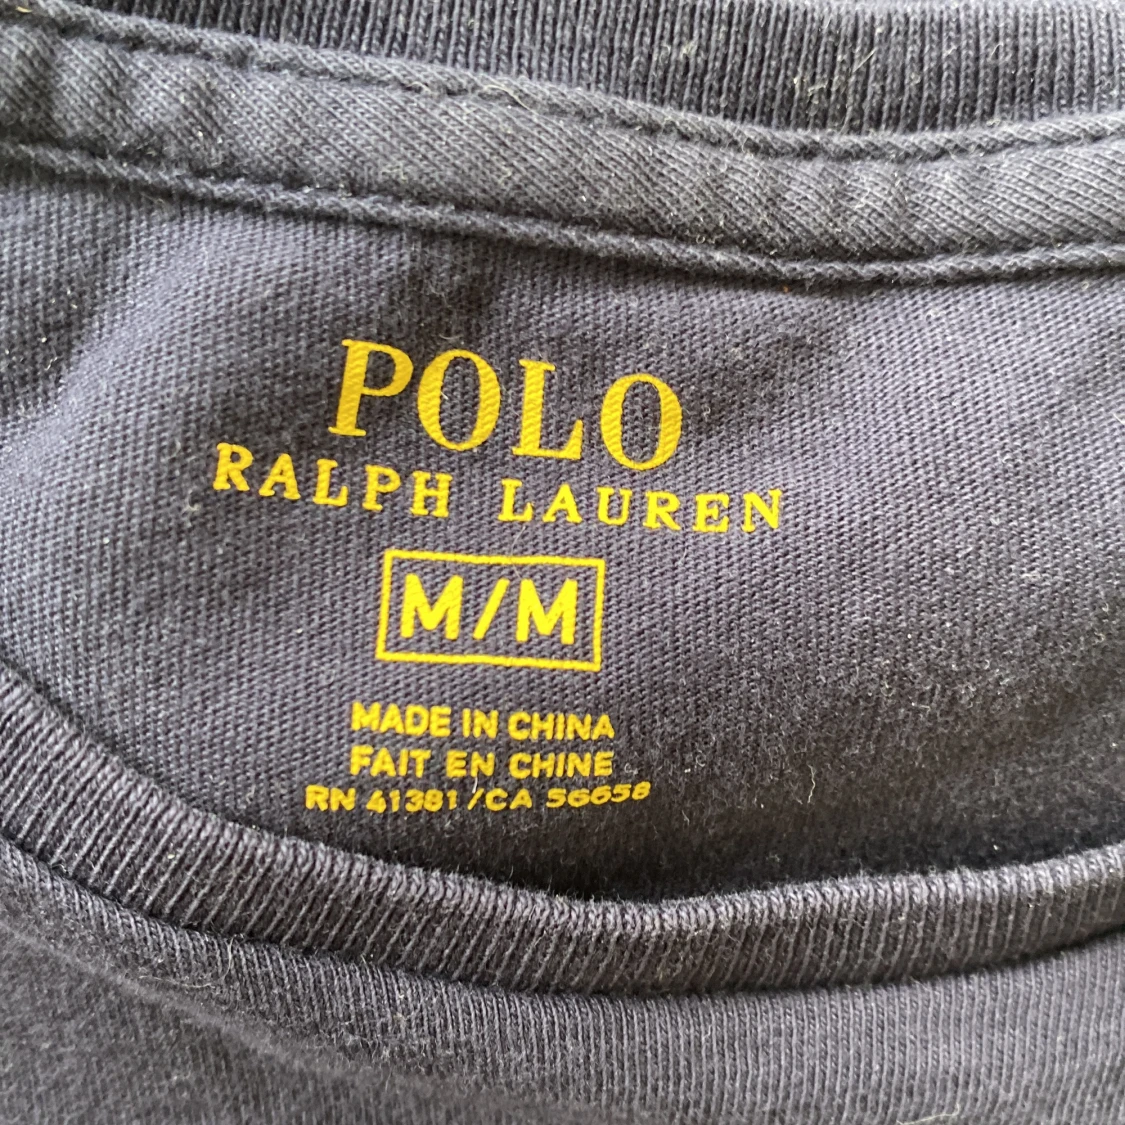 POLO
RALPH LAUREN
M/M
MADE IN CHINA
FAIT EN CHINE
RN 41381 /CA 56658